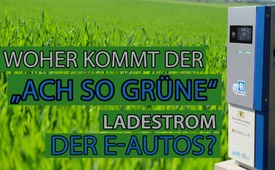 WOHER KOMMT DER
„ACH SO GRÜNE“
LADESTROM
DER E-AUTOS?